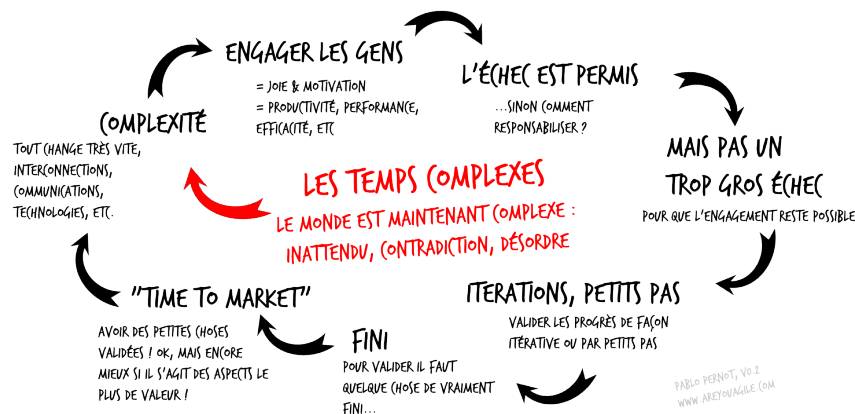 ENGAGER LES GENS
= JOIE & MOTIVATION
= PRODUCTIVITÉ, PERFORMANCE,
EFFICACITÉ, ETC
L'ÉCHEC EST PERMIS
...SINON COMMENT
RESPONSABILISER ?
MAIS PAS UN
TROP GROS ÉCHEC
POUR QUE L'ENGAGEMENT RESTE POSSIBLE
ITERATIONS, PETITS PAS
VALIDER LES PROGRÈS DE FAÇON
ITÉRATIVE OU PAR PETITS PAS
FINI
POUR VALIDER IL FAUT
QUELQUE CHOSE DE VRAIMENT
FINI...
"TIME TO MARKET"
AVOIR DES PETITES CHOSES
VALIDÉES ! OK, MAIS ENCORE
MIEUX SI IL S'AGIT DES ASPECTS LE
PLUS DE VALEUR !
COMPLEXITÉ
TOUT CHANGE TRÈS VITE,
INTERCONNECTIONS,
COMMUNICATIONS,
TECHNOLOGIES, ETC.
LES TEMPS COMPLEXES
LE MONDE EST MAINTENANT COMPLEXE :
INATTENDU, CONTRADICTION, DÉSORDRE
PABLO PERNOT, V0.2
WWW.AREYOUAGILE.COM